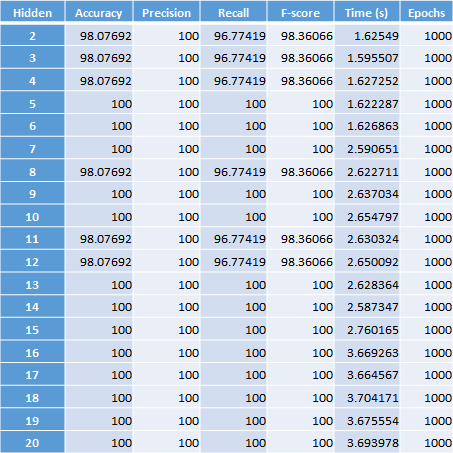 Hidden Accuracy Precision Recall F-score Time (s) Epochs
2 98.07692 100 96.77419 98.36066 1.62549 1000
3 98.07692 100 96.77419 98.36066 1.595507 1000
4 98.07692 100 96.77419 98.36066 1.627252 1000
5 100 100 100 100 1.622287 1000
6 100 100 100 100 1.626863 1000
7 100 100 100 100 2.590651 1000
8 98.07692 100 96.77419 98.36066 2.622711 1000
9 100 100 100 100 2.637034 1000
10 100 100 100 100 2.654797 1000
11 98.07692 100 96.77419 98.36066 2.630324 1000
12 98.07692 100 96.77419 98.36066 2.650092 1000
13 100 100 100 100 2.628364 1000
14 100 100 100 100 2.587347 1000
15 100 100 100 100 2.760165 1000
16 100 100 100 100 3.669263 1000
17 100 100 100 100 3.664567 1000
18 100 100 100 100 3.704171 1000
19 100 100 100 100 3.675554 1000
20 100 100 100 100 3.693978 1000